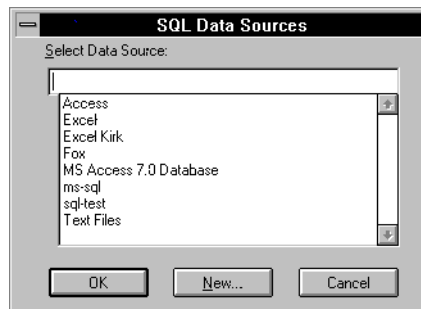 SQL Data Sources
Select Data Source:
Access
Excel
Excel Kirk
Fox
MS Access 7.0 Database
ms-sql
sql-test
Text Files
OK New... Cancel